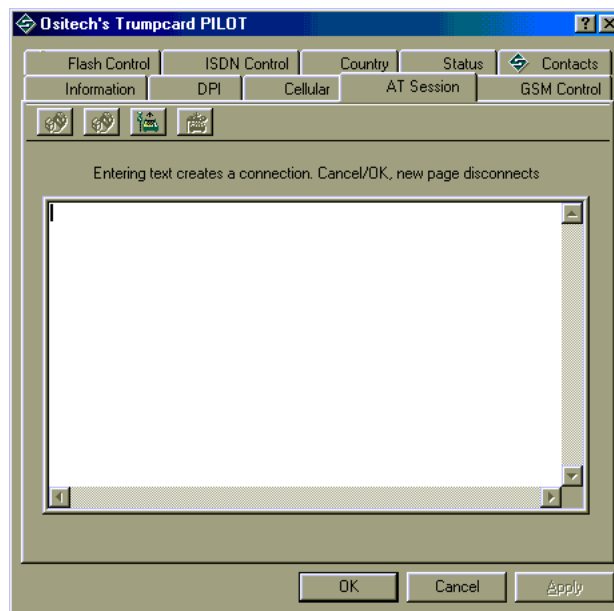 Ositech's Trumpcard PILOT
Flash Control ISDN Control Country Status Contacts
Information DPI Cellular AT Session GSM Control
Entering text creates a connection. Cancel/OK, new page disconnects
OK Cancel Apply